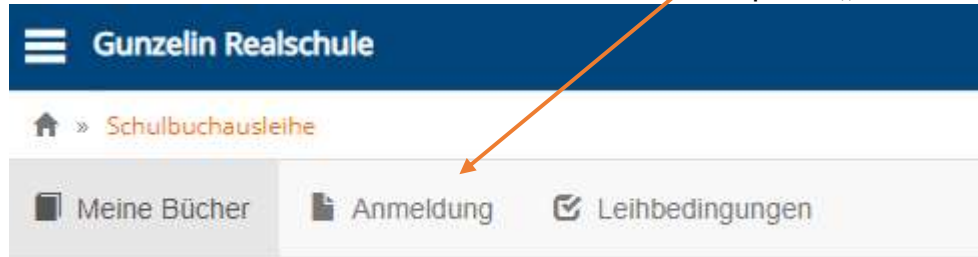 Gunzelin Realschule
» Schulbuchausleihe
Meine Bücher Anmeldung Leihbedingungen